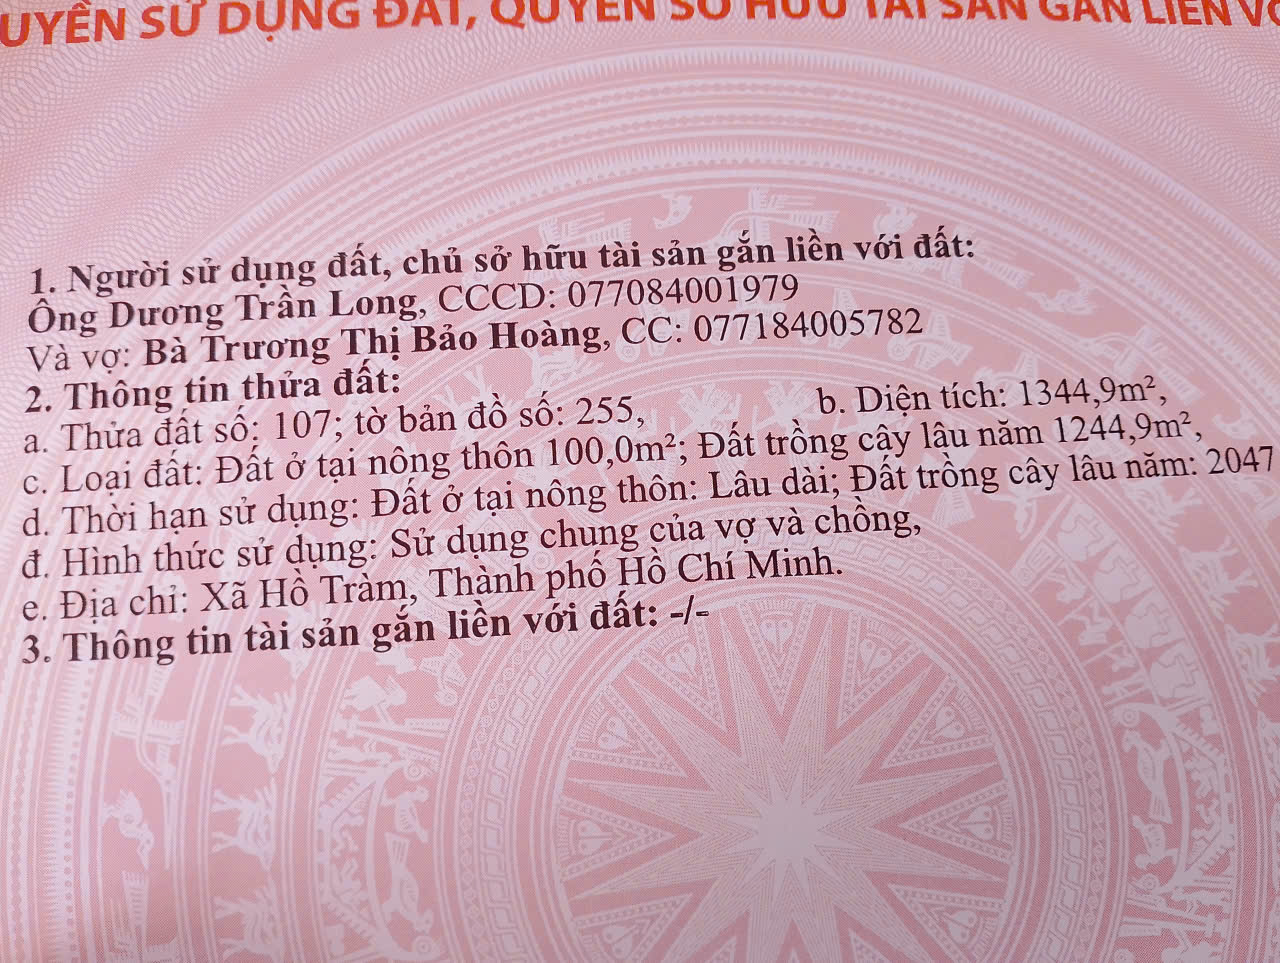 UYỀN SỬ DỤNG ĐẤT, QUYỀN SỞ HỮU TÀI SẢN GẮN LIỀN
1. Người sử dụng đất, chủ sở hữu tài sản gắn liền với đất:
Ông Dương Trần Long, CCCD: 077084001979
Và vợ: Bà Trương Thị Bảo Hoàng, CC: 077184005782
2. Thông tin thửa đất:
a. Thửa đất số: 107; tờ bản đồ số: 255, b. Diện tích: 1344,9m²,
c. Loại đất: Đất ở tại nông thôn 100,0m²; Đất trồng cây lâu năm 1244,9m²,
d. Thời hạn sử dụng: Đất ở tại nông thôn: Lâu dài; Đất trồng cây lâu năm: 2047
đ. Hình thức sử dụng: Sử dụng chung của vợ và chồng,
e. Địa chỉ: Xã Hồ Tràm, Thành phố Hồ Chí Minh.
3. Thông tin tài sản gắn liền với đất: -/-